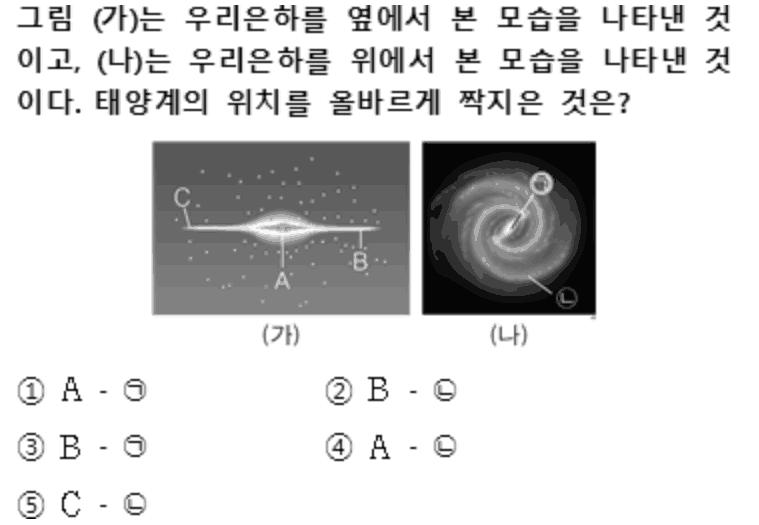 그림 (가)는 우리은하를 옆에서 본 모습을 나타낸 것
이고, (나)는 우리은하를 위에서 본 모습을 나타낸 것
이다. 태양계의 위치를 올바르게 짝지은 것은?
C
B
A
㉠
㉡
(가)
(나)
① A - ㉠
② B - ㉡
③ B - ㉠
④ A - ㉡
⑤ C - ㉡